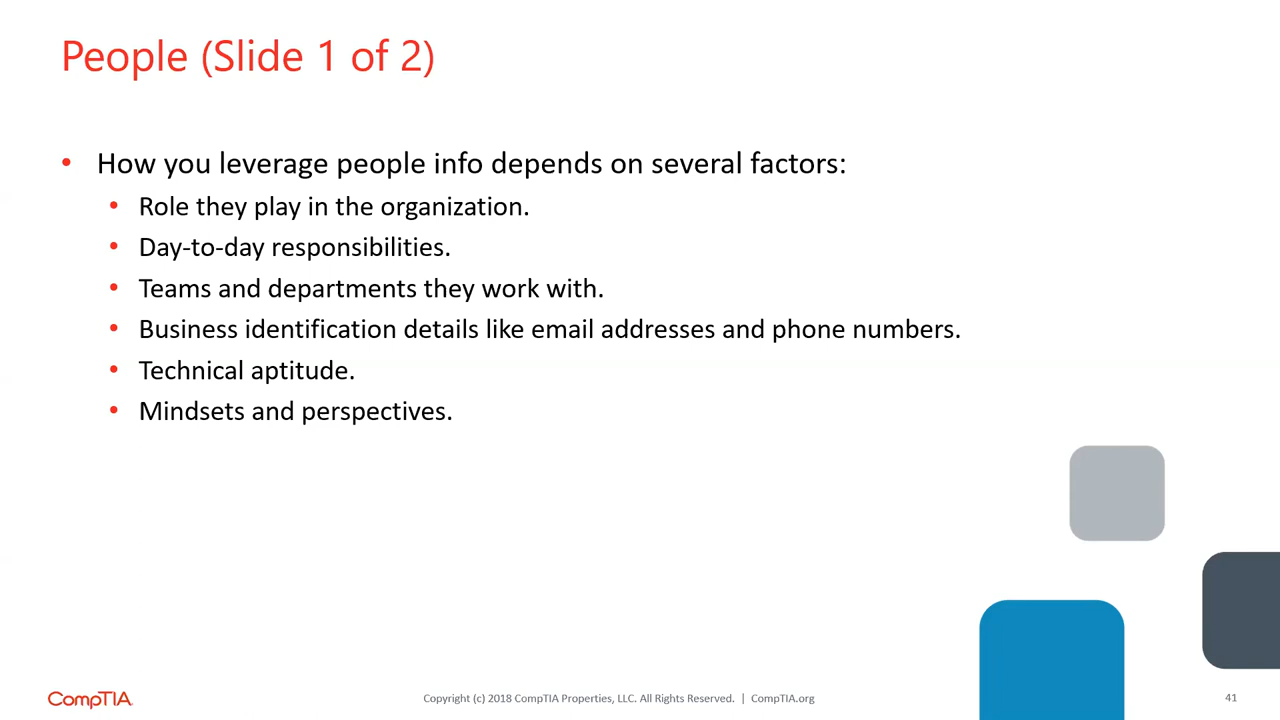 People (Slide 1 of 2)
• How you leverage people info depends on several factors:
• Role they play in the organization.
• Day-to-day responsibilities.
• Teams and departments they work with.
• Business identification details like email addresses and phone numbers.
• Technical aptitude.
• Mindsets and perspectives.
CompTIA.
Copyright (c) 2018 CompTIA Properties, LLC. All Rights Reserved. | CompTIA.org
41